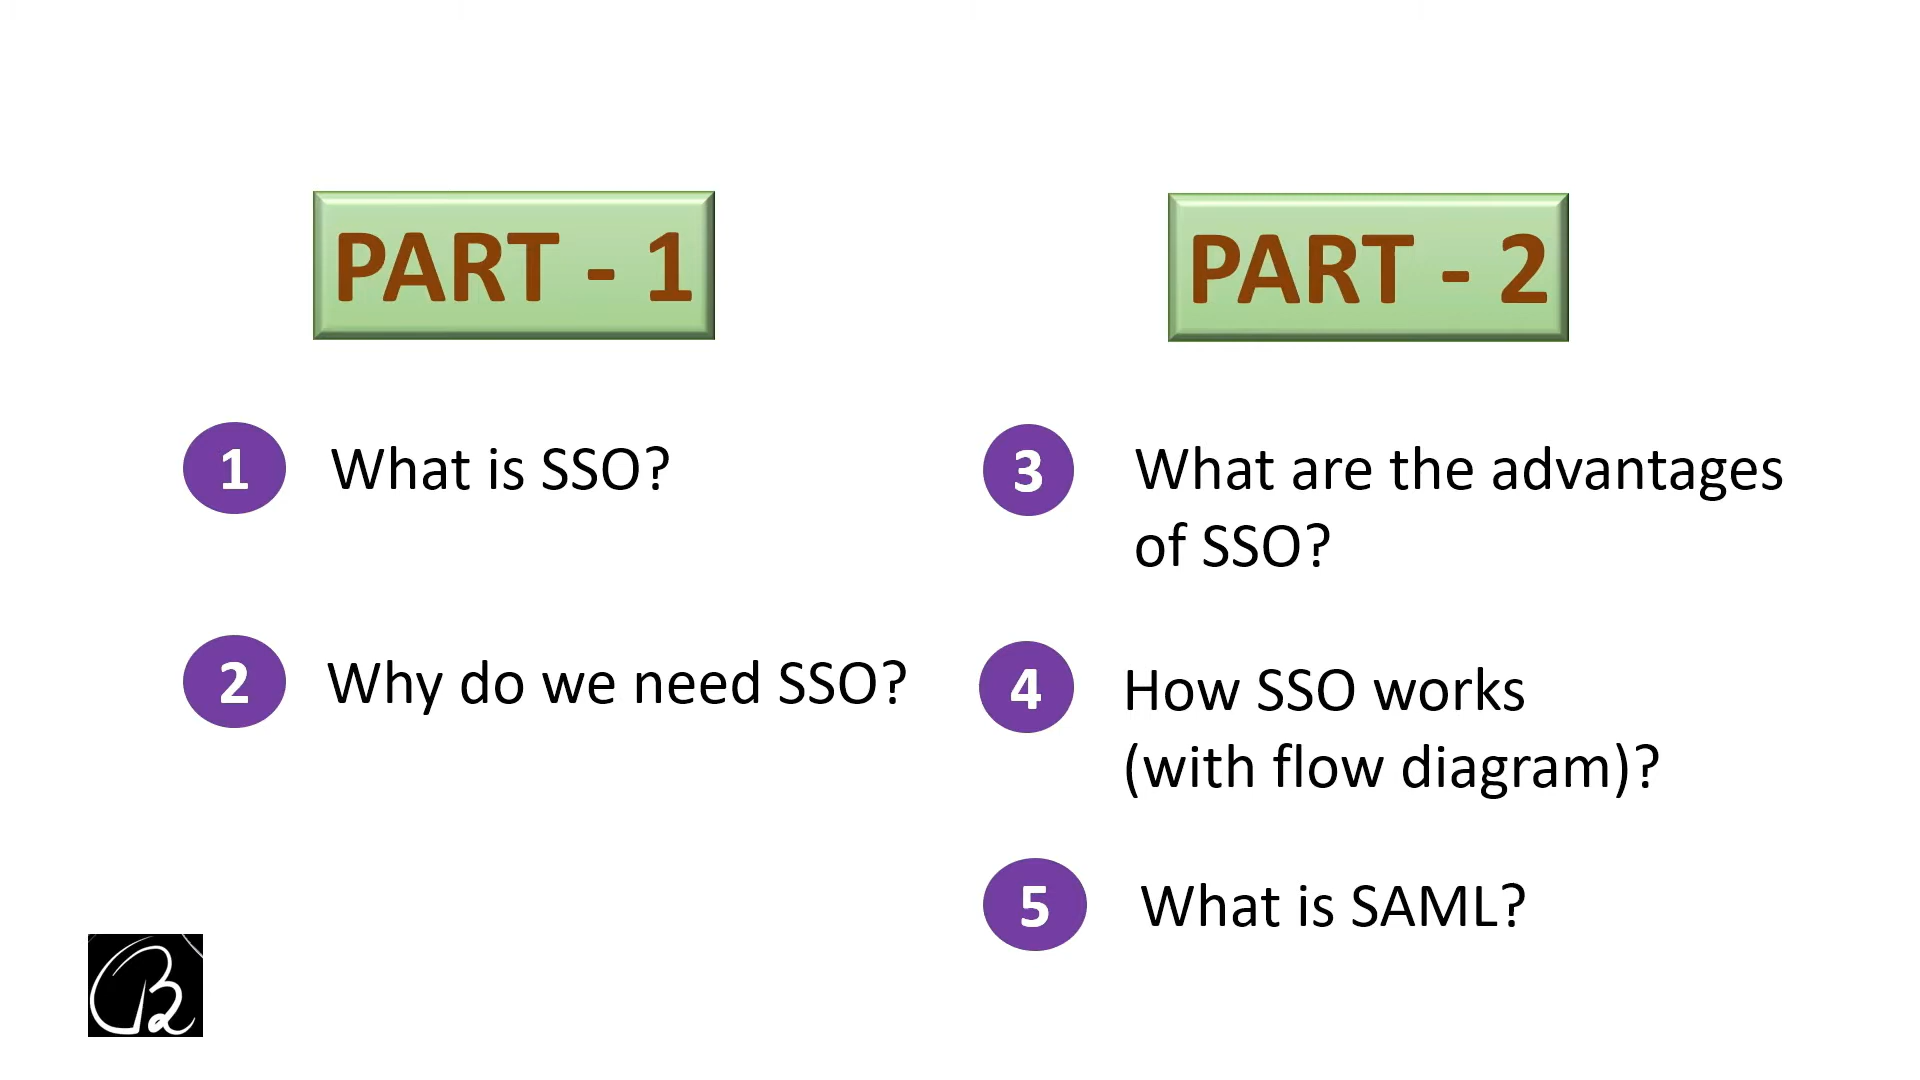 PART - 1
1 What is SSO?
2 Why do we need SSO?
PART - 2
3 What are the advantages
of SSO?
4 How SSO works
(with flow diagram)?
5 What is SAML?